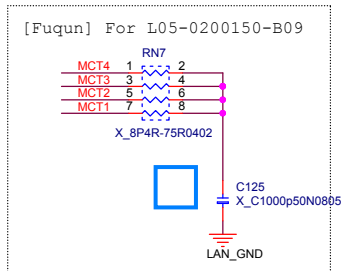 [Fuqun] For L05-0200150-B09
RN7
MCT4 1 2
MCT3 3 4
MCT2 5 6
MCT1 7 8
X_8P4R-75R0402
C125
X_C1000p50N0805
LAN_GND